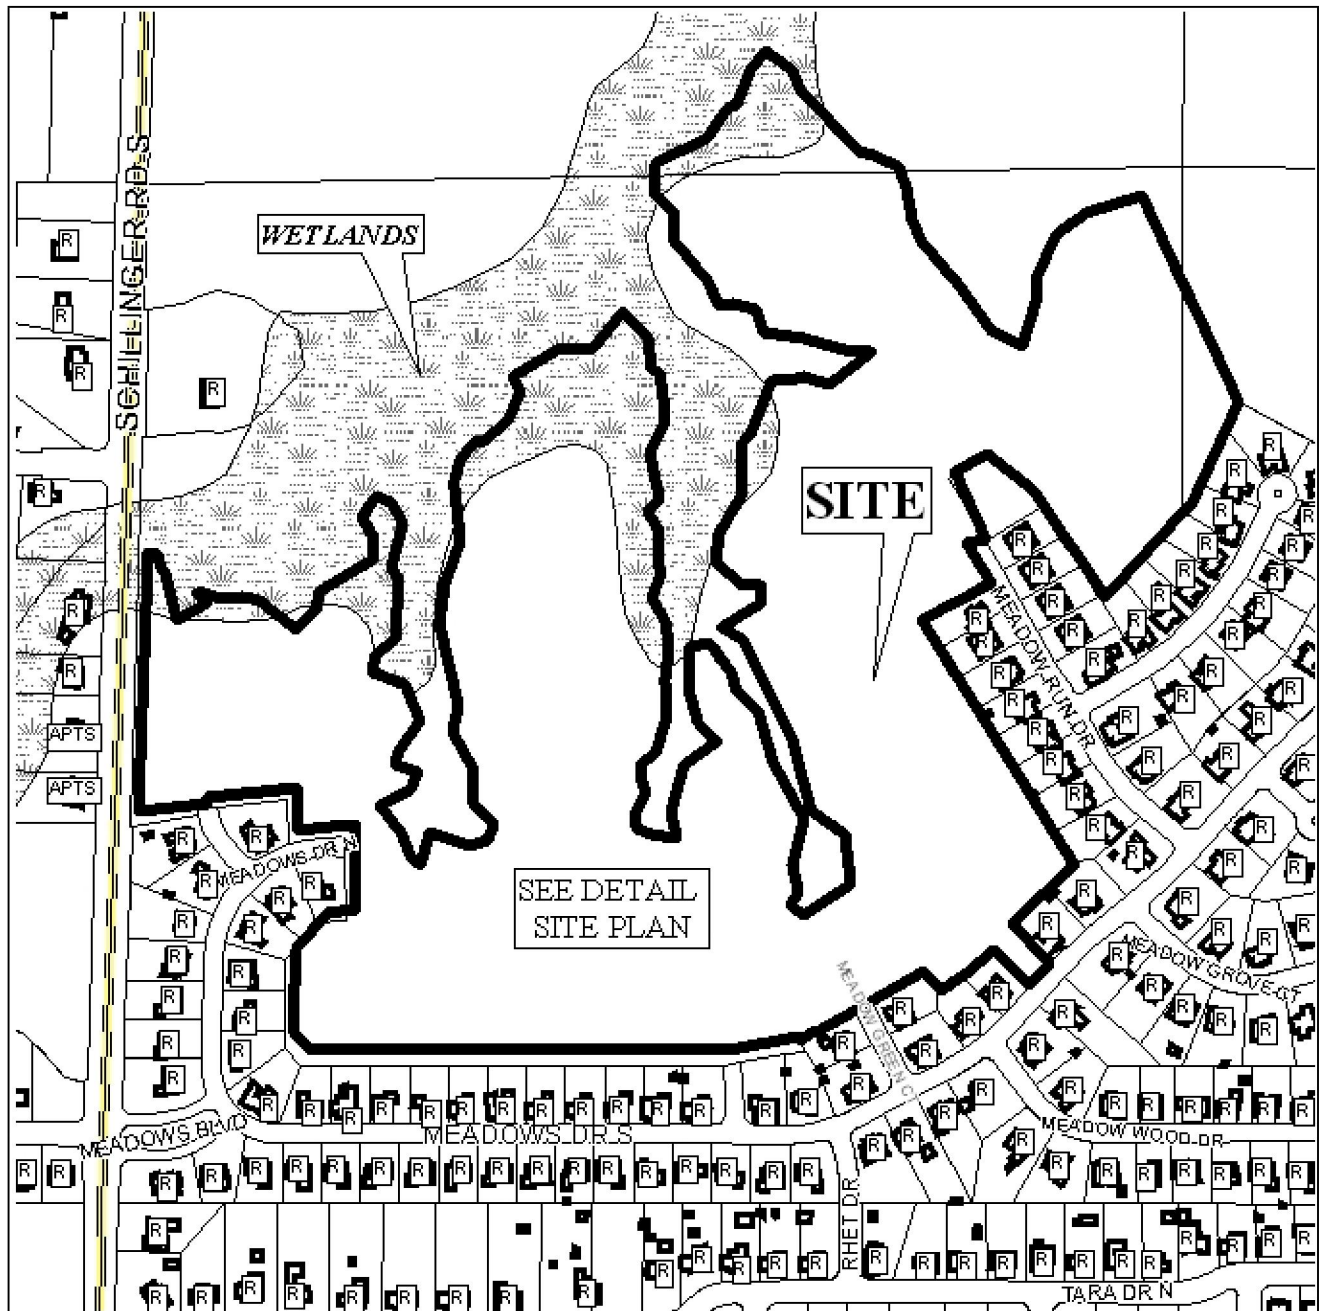 SCHILLINGER RD S
WETLANDS
SITE
MEADOW RUN DR
APTS
APTS
MEADOWS DR N
SEE DETAIL
SITE PLAN
MEADOW GROVE CT
MEADOW GREEN C
MEADOWS BLVD
MEADOWS DR S
MEADOW WOOD DR
RHET DR
TARA DR N